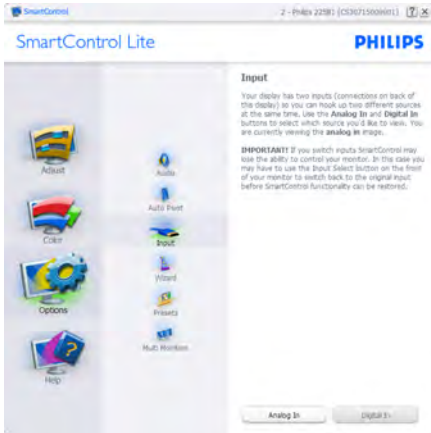 SmartControl
2 - Philips 225B1 (CS30715009001)
SmartControl Lite
PHILIPS
Adjust
Color
Options
Help
Audio
Auto Pivot
Input
Wizard
Presets
Multi Monitors
Input
Your display has two inputs (connections on back of
the display) so you can hook up two different sources
at the same time. Use the Analog In and Digital In
buttons to select which source you'd like to view. You
are currently viewing the analog in image.
IMPORTANT! If you switch inputs SmartControl may
lose the ability to control your monitor. In this case you
may have to use the Input Select button on the front
of your monitor to switch back to the original input
before SmartControl functionality can be restored.
Analog In
Digital In